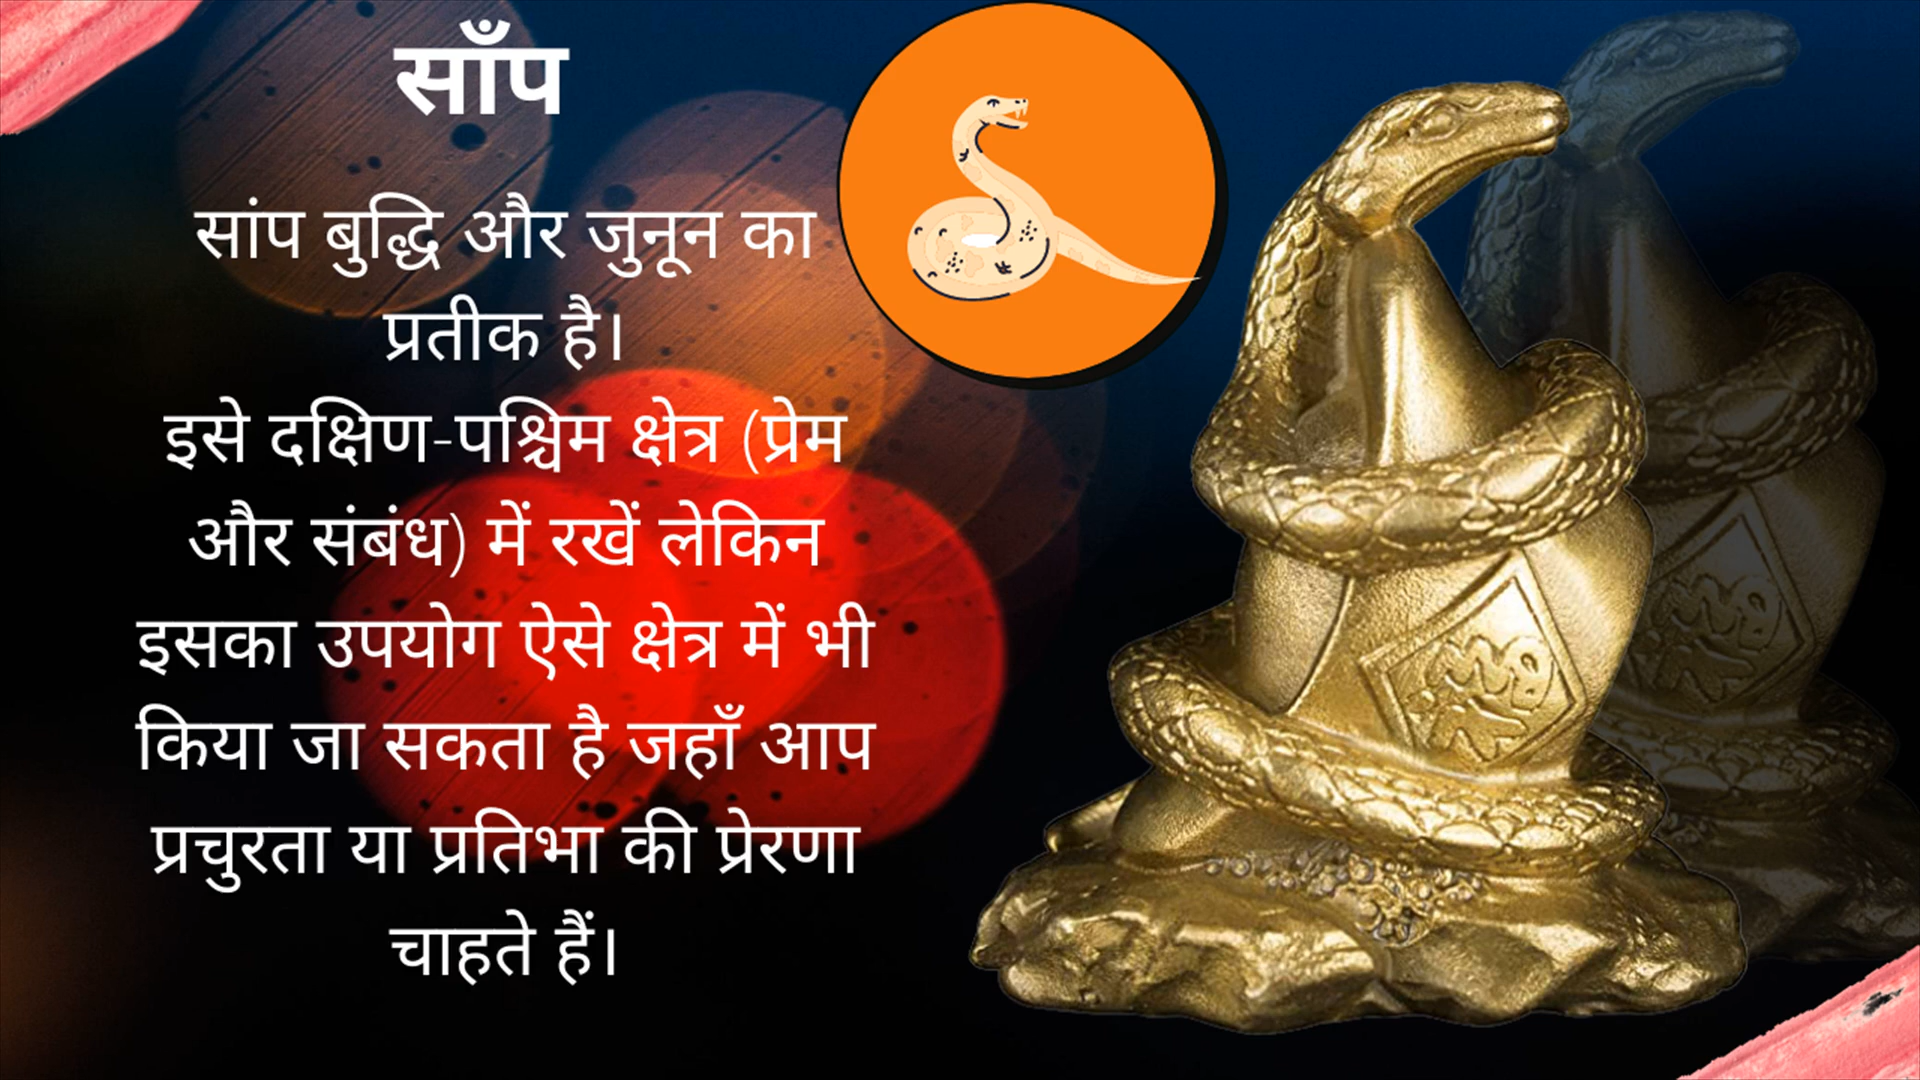 साँप
सांप बुद्धि और जुनून का
प्रतीक है।
इसे दक्षिण-पश्चिम क्षेत्र (प्रेम
और संबंध) में रखें लेकिन
इसका उपयोग ऐसे क्षेत्र में भी
किया जा सकता है जहाँ आप
प्रचुरता या प्रतिभा की प्रेरणा
चाहते हैं।